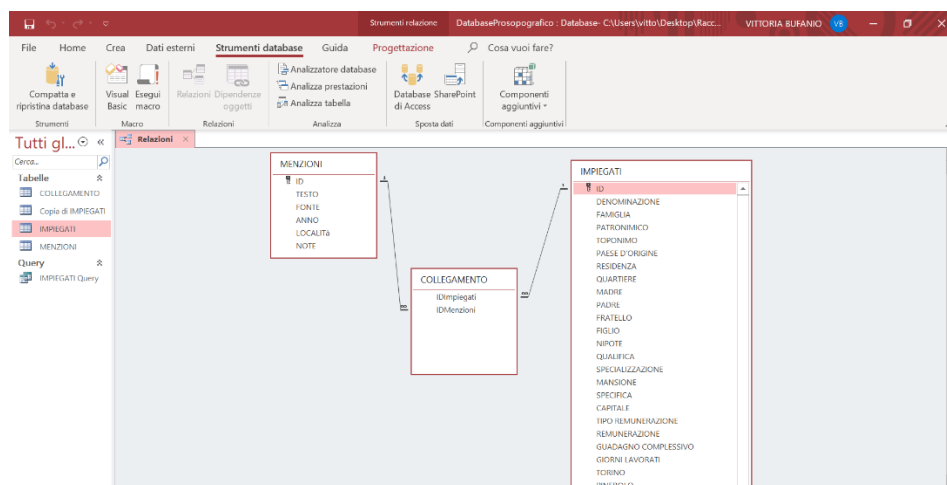 Strumenti relazione DatabaseProsopografico : Database- C:\Users\vitto\Desktop\Racc... VITTORIA BUFANIO VB
File Home Crea Dati esterni Strumenti database Guida Progettazione Cosa vuoi fare?
Compatta e ripristina database
Visual Basic
Esegui macro
Relazioni
Dipendenze oggetti
Analizzatore database
Analizza prestazioni
Analizza tabella
Database di Access
SharePoint
Componenti aggiuntivi
Strumenti Macro Relazioni Analizza Sposta dati Componenti aggiuntivi
Tutti gl... «
Relazioni
Cerca...
Tabelle
COLLEGAMENTO
Copia di IMPIEGATI
IMPIEGATI
MENZIONI
Query
IMPIEGATI Query
MENZIONI
ID
TESTO
FONTE
ANNO
LOCALITà
NOTE
1
∞
COLLEGAMENTO
IDImpiegati
IDMenzioni
∞
1
IMPIEGATI
ID
DENOMINAZIONE
FAMIGLIA
PATRONIMICO
TOPONIMO
PAESE D'ORIGINE
RESIDENZA
QUARTIERE
MADRE
PADRE
FRATELLO
FIGLIO
NIPOTE
QUALIFICA
SPECIALIZZAZIONE
MANSIONE
SPECIFICA
CAPITALE
TIPO REMUNERAZIONE
REMUNERAZIONE
GUADAGNO COMPLESSIVO
GIORNI LAVORATI
TORINO